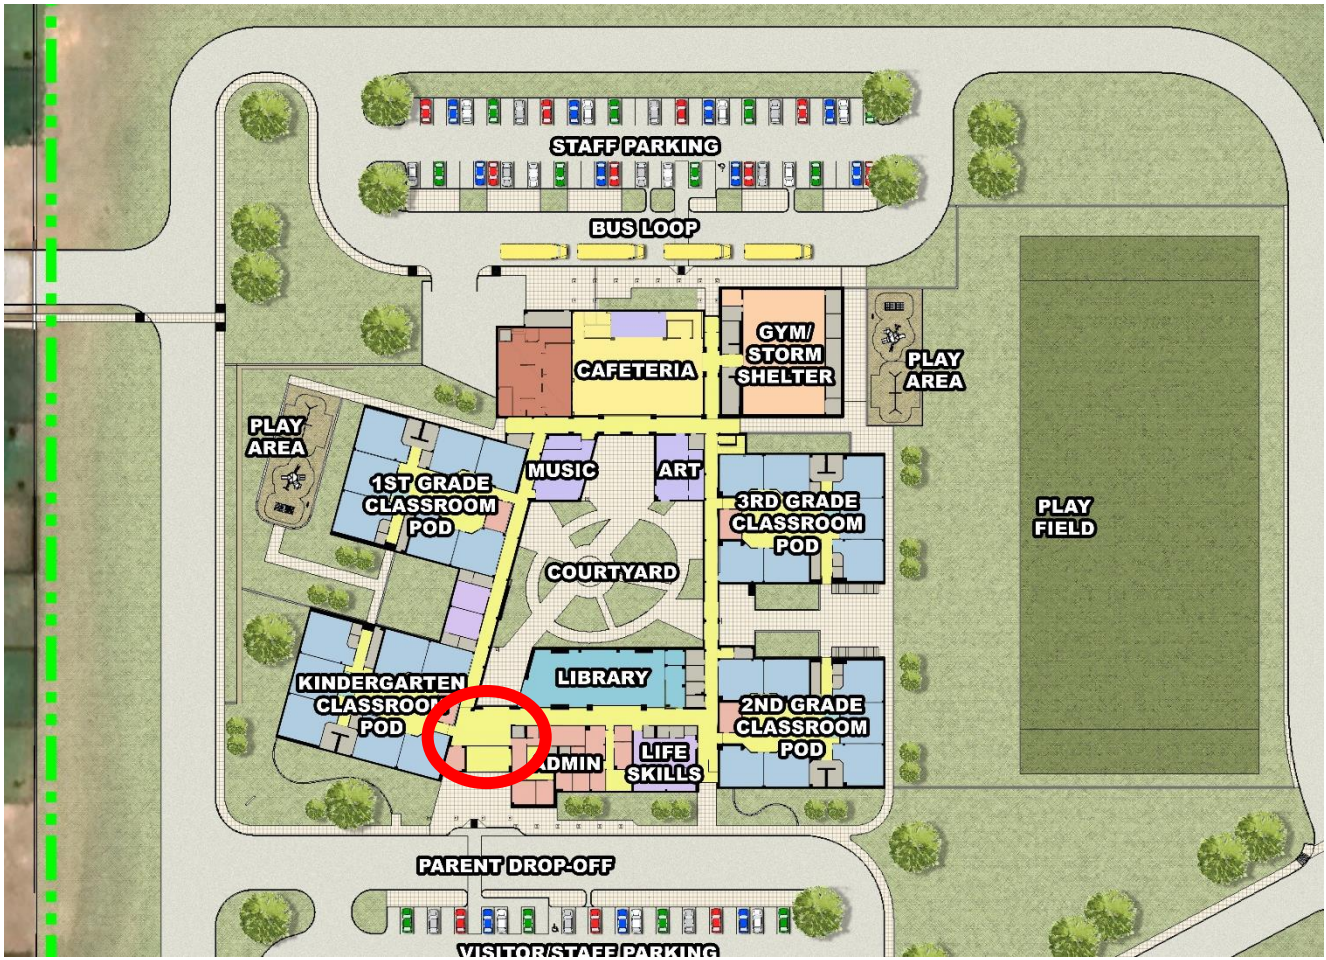 STAFF PARKING
BUS LOOP
GYM/
STORM
SHELTER
CAFETERIA
PLAY
AREA
PLAY
AREA
MUSIC
ART
1ST GRADE
CLASSROOM
POD
3RD GRADE
CLASSROOM
POD
PLAY
FIELD
COURTYARD
LIBRARY
KINDERGARTEN
CLASSROOM
POD
2ND GRADE
CLASSROOM
POD
ADMIN
LIFE
SKILLS
PARENT DROP-OFF
VISITOR/STAFF PARKING